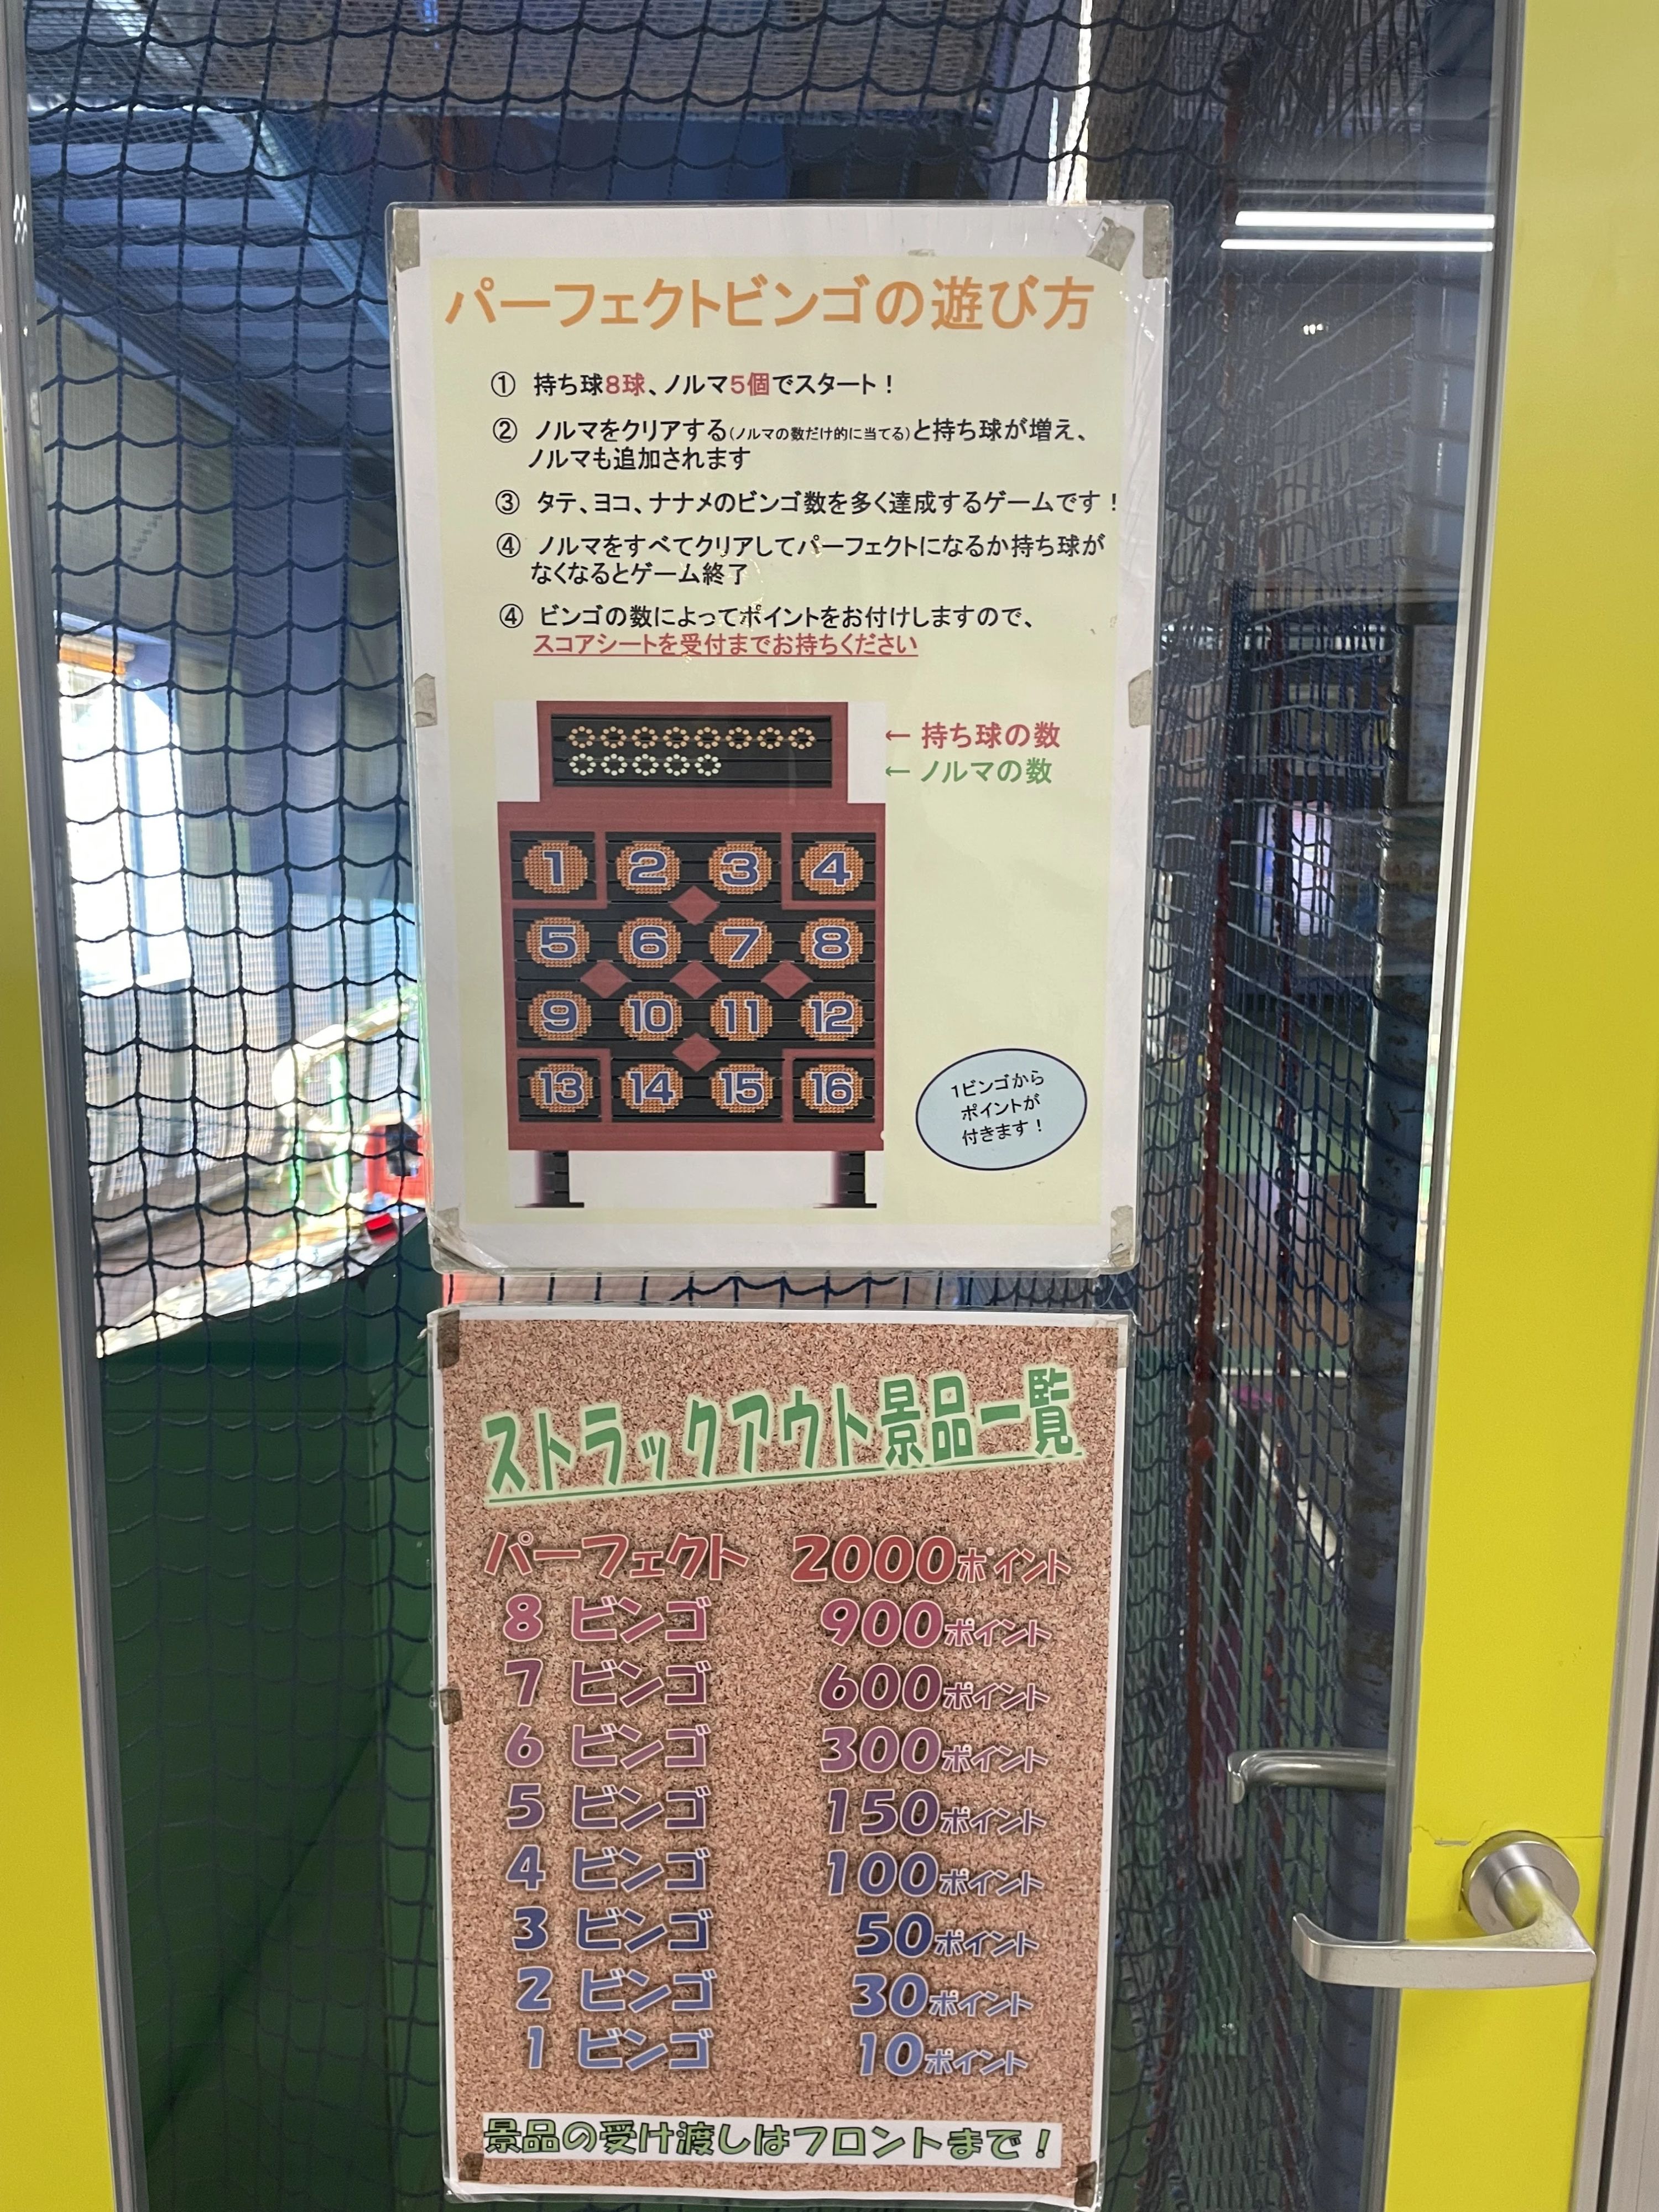 パーフェクトビンゴの遊び方
① 持ち球8球、ノルマ5個でスタート！
② ノルマをクリアする(ノルマの数だけ的に当てる)と持ち球が増え、
ノルマも追加されます
③ タテ、ヨコ、ナナメのビンゴ数を多く達成するゲームです！
④ ノルマをすべてクリアしてパーフェクトになるか持ち球が
なくなるとゲーム終了
④ ビンゴの数によってポイントをお付けしますので、
スコアシートを受付までお持ちください
← 持ち球の数
← ノルマの数
1 2 3 4
5 6 7 8
9 10 11 12
13 14 15 16
1ビンゴから
ポイントが
付きます！
ストラックアウト景品一覧
パーフェクト 2000ポイント
8 ビンゴ 900ポイント
7 ビンゴ 600ポイント
6 ビンゴ 300ポイント
5 ビンゴ 150ポイント
4 ビンゴ 100ポイント
3 ビンゴ 50ポイント
2 ビンゴ 30ポイント
1 ビンゴ 10ポイント
景品の受け渡しはフロントまで！